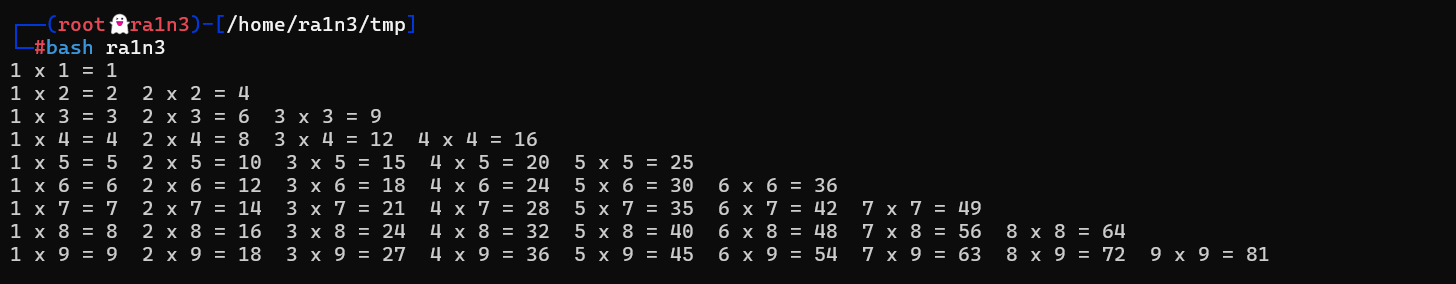 ┌──(root👻ra1n3)-[/home/ra1n3/tmp]
└─#bash ra1n3
1 x 1 = 1
1 x 2 = 2  2 x 2 = 4
1 x 3 = 3  2 x 3 = 6  3 x 3 = 9
1 x 4 = 4  2 x 4 = 8  3 x 4 = 12  4 x 4 = 16
1 x 5 = 5  2 x 5 = 10  3 x 5 = 15  4 x 5 = 20  5 x 5 = 25
1 x 6 = 6  2 x 6 = 12  3 x 6 = 18  4 x 6 = 24  5 x 6 = 30  6 x 6 = 36
1 x 7 = 7  2 x 7 = 14  3 x 7 = 21  4 x 7 = 28  5 x 7 = 35  6 x 7 = 42  7 x 7 = 49
1 x 8 = 8  2 x 8 = 16  3 x 8 = 24  4 x 8 = 32  5 x 8 = 40  6 x 8 = 48  7 x 8 = 56  8 x 8 = 64
1 x 9 = 9  2 x 9 = 18  3 x 9 = 27  4 x 9 = 36  5 x 9 = 45  6 x 9 = 54  7 x 9 = 63  8 x 9 = 72  9 x 9 = 81